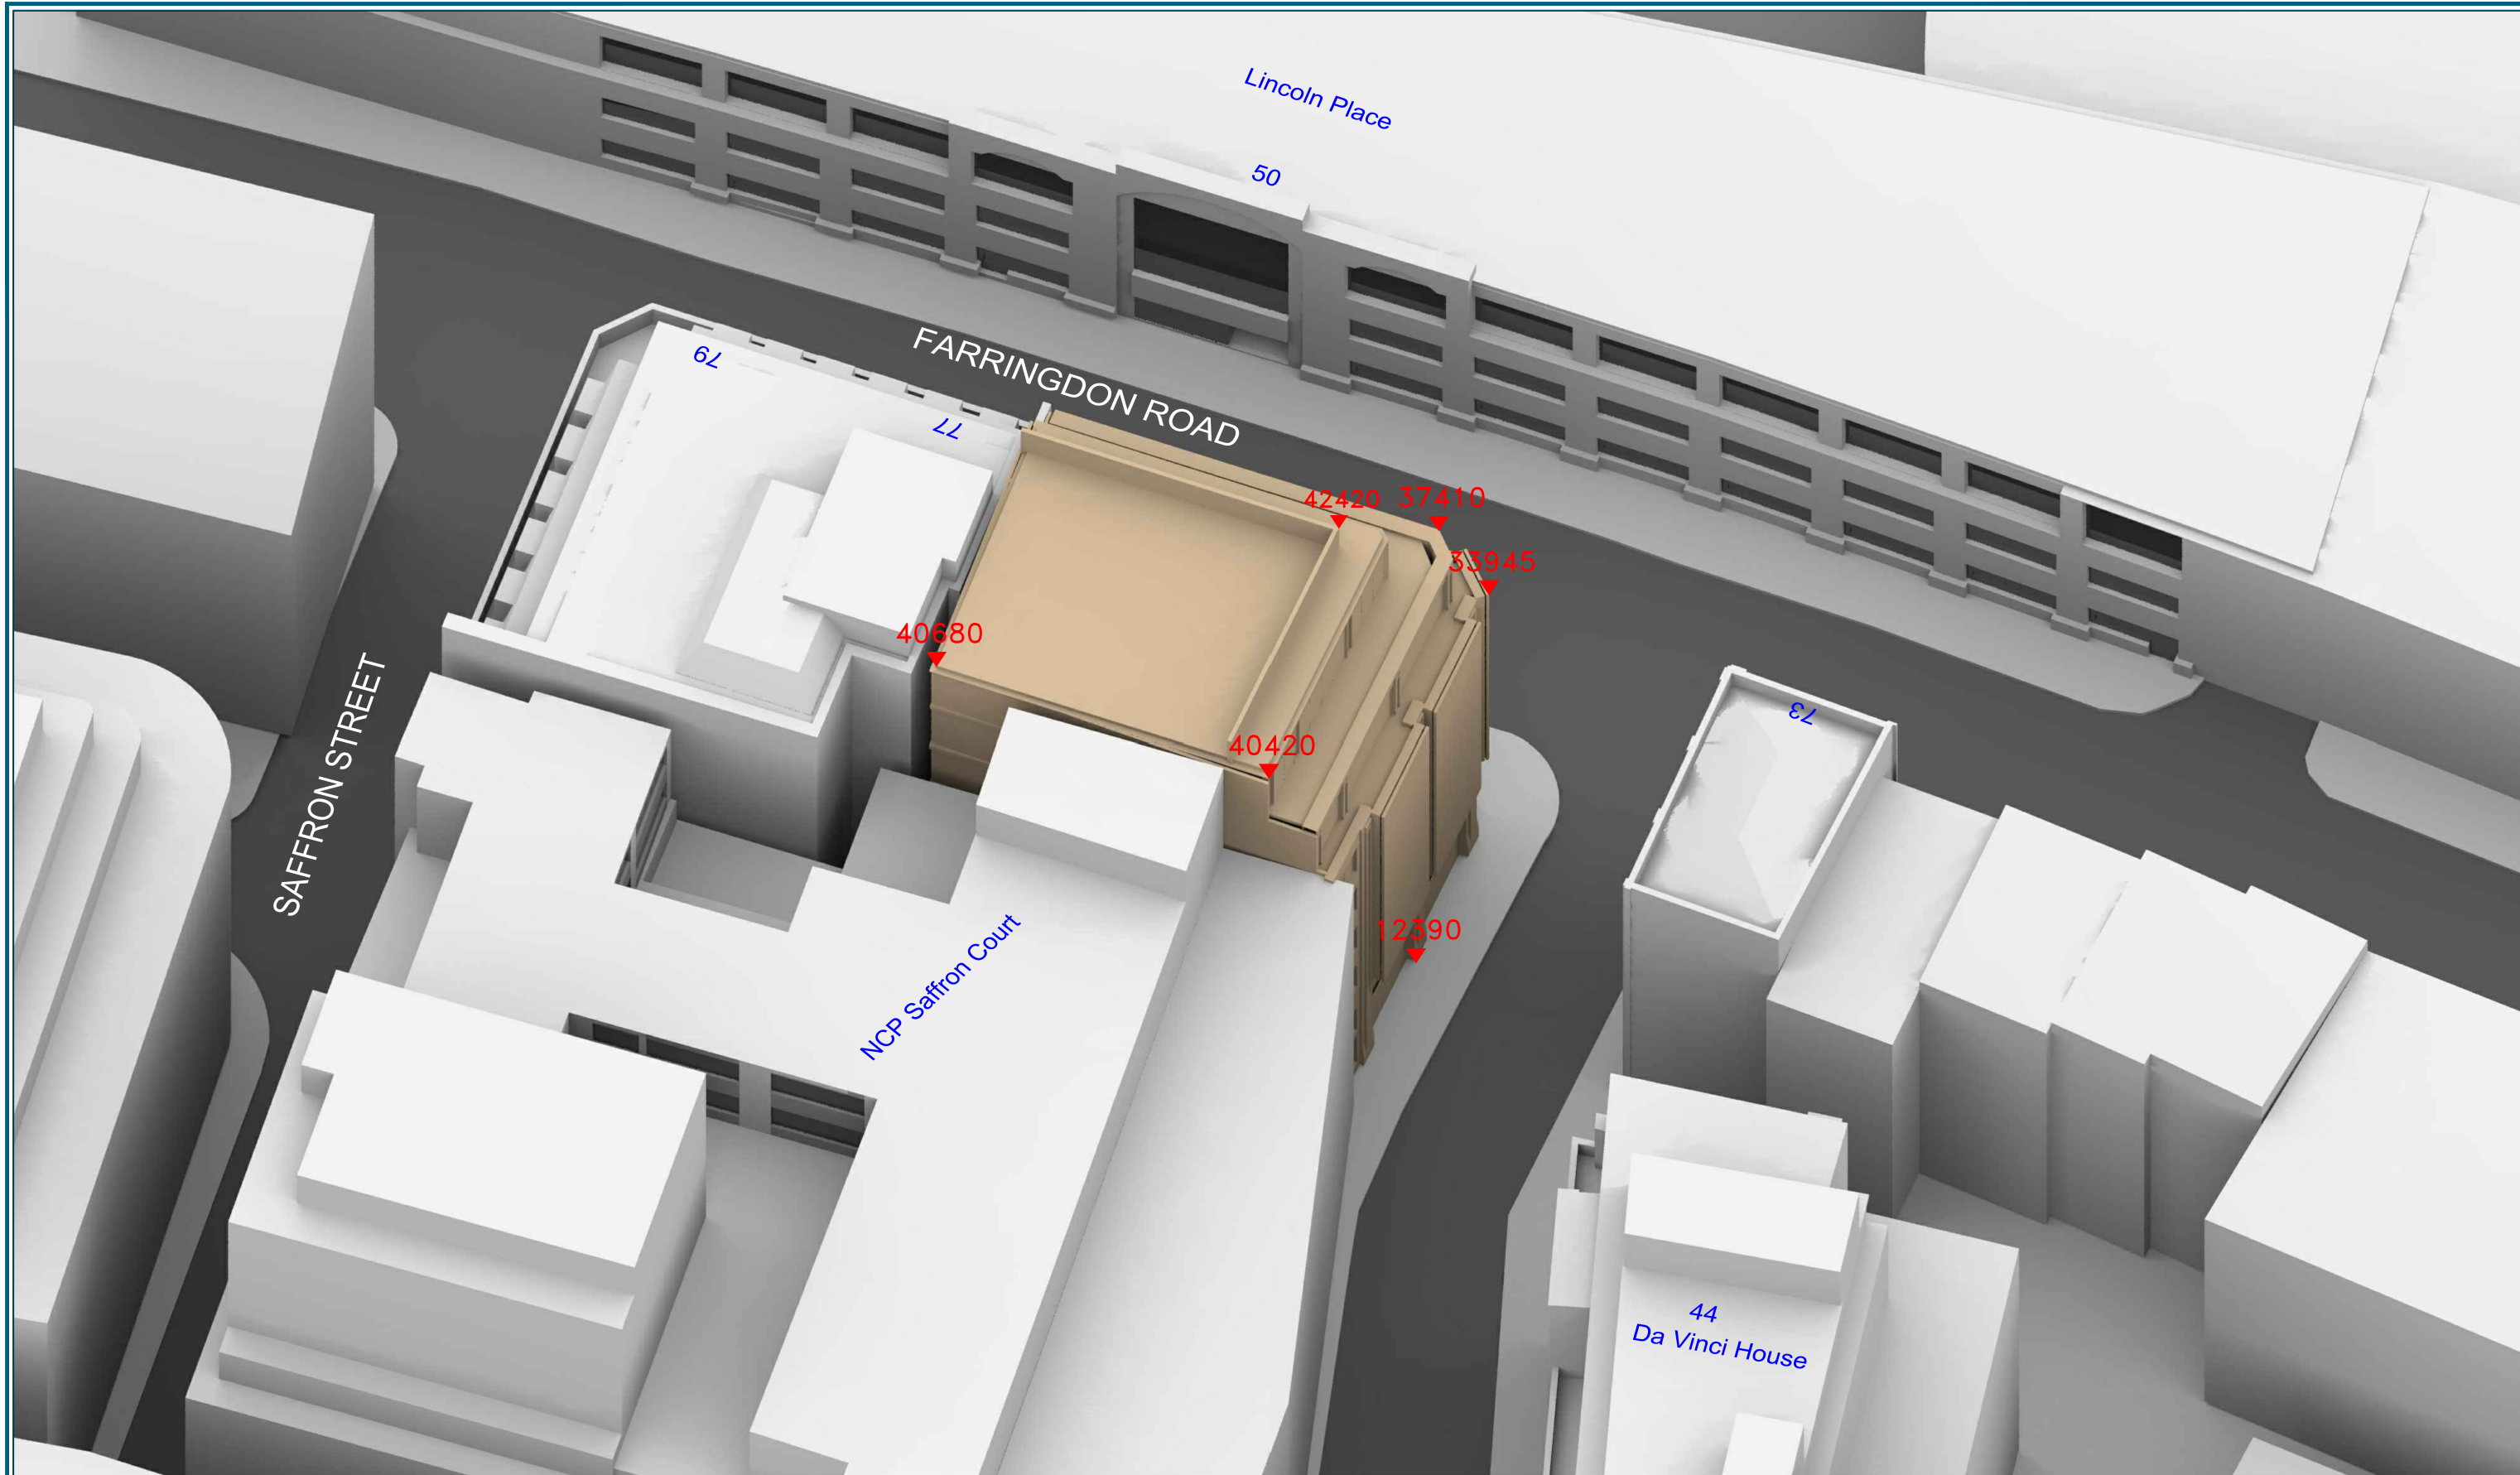 Lincoln Place
50
FARRINGDON ROAD
79
77
42420
37410
33945
40680
SAFFRON STREET
73
40420
12390
NCP Saffron Court
44
Da Vinci House